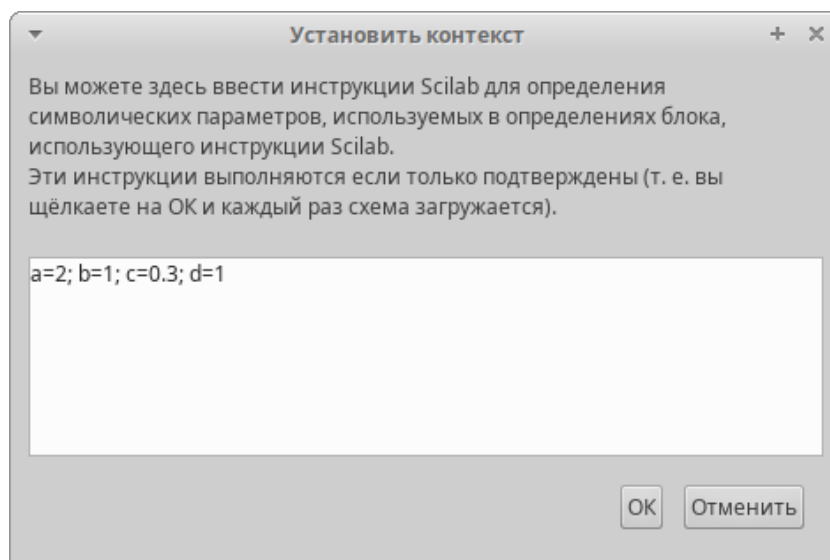 Установить контекст
Вы можете здесь ввести инструкции Scilab для определения
символических параметров, используемых в определениях блока,
использующего инструкции Scilab.
Эти инструкции выполняются если только подтверждены (т. е. вы
щёлкаете на ОК и каждый раз схема загружается).
a=2; b=1; c=0.3; d=1
ОК Отменить